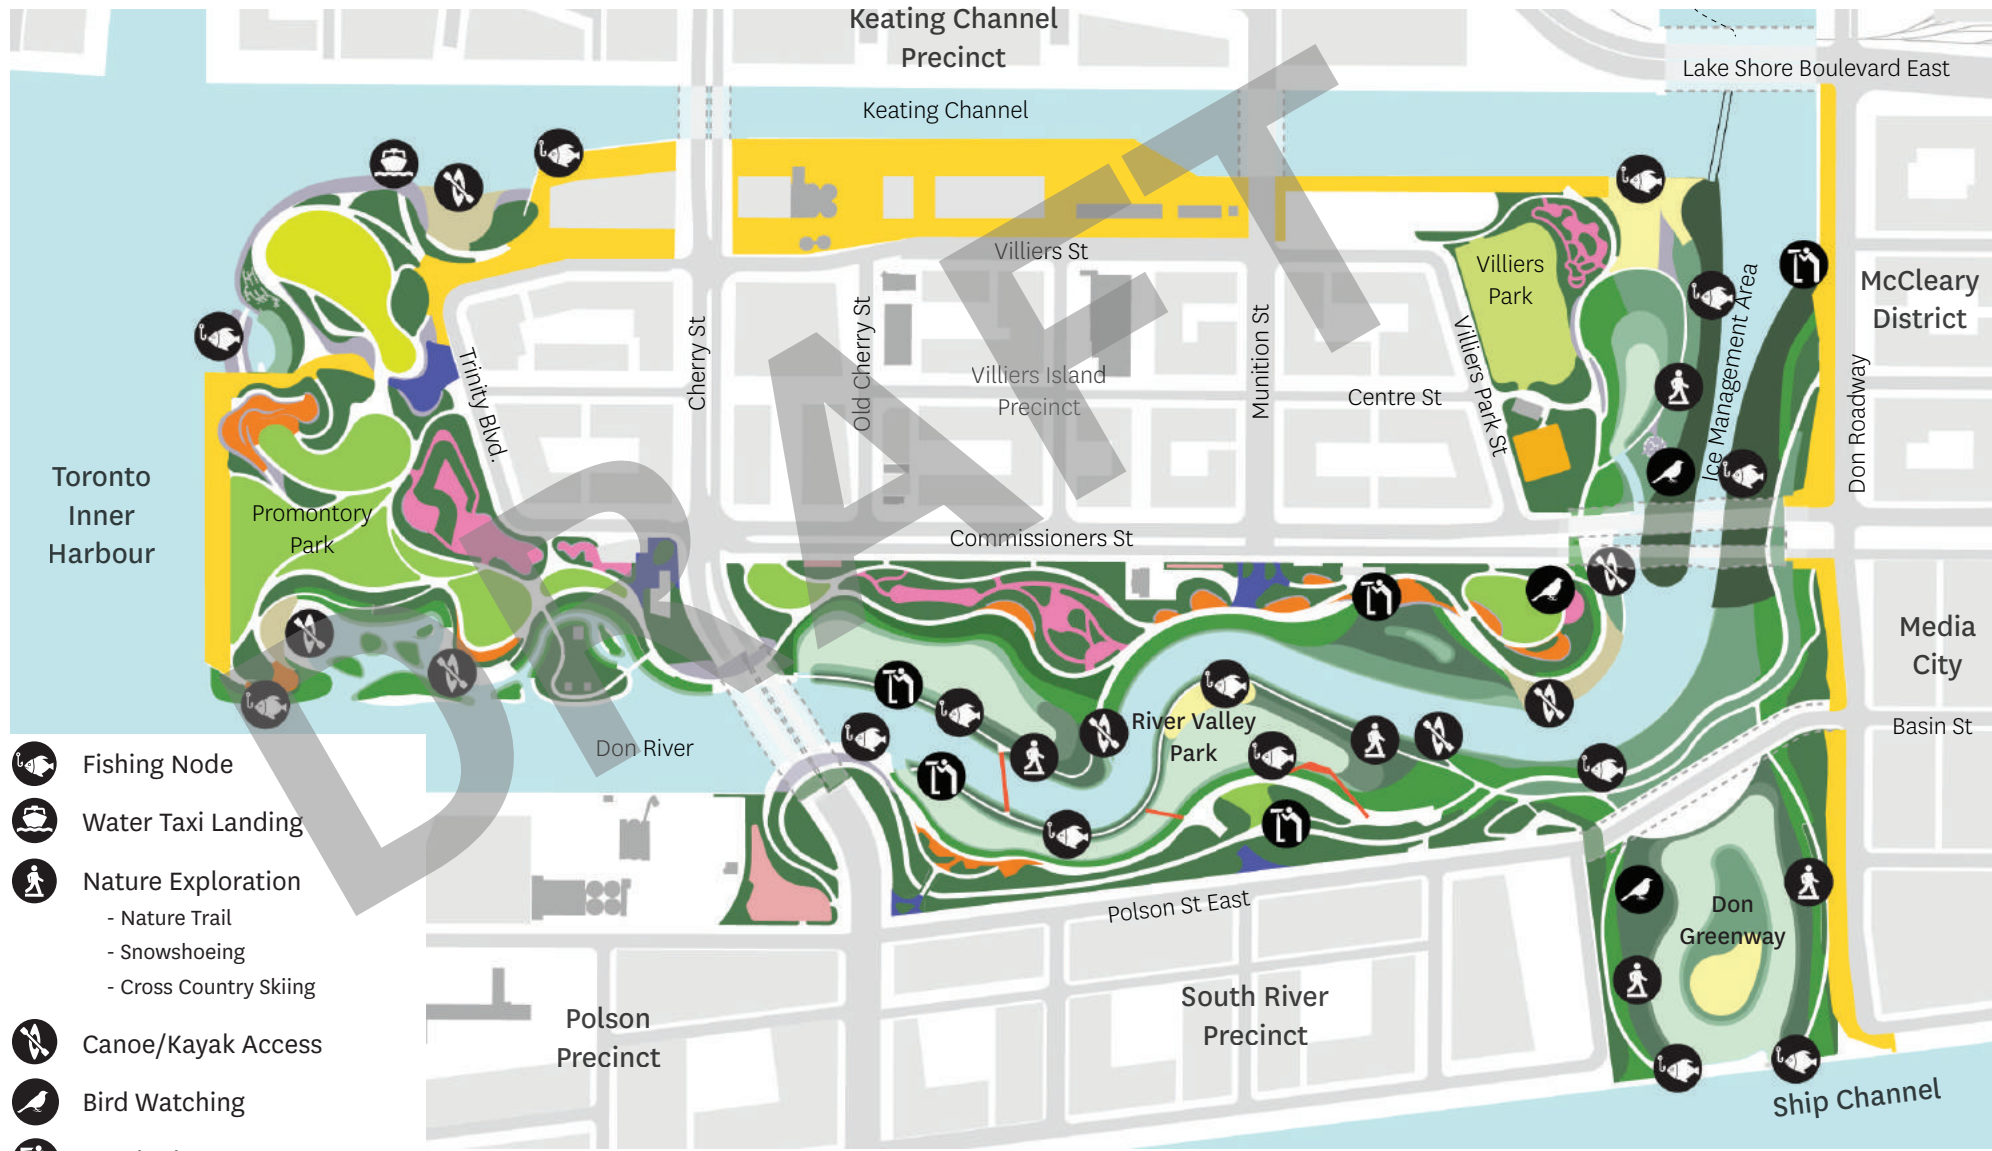 Keating Channel
Precinct
Lake Shore Boulevard East
Keating Channel
Villiers St
Villiers
Park
McCleary
District
Ice Management Area
Cherry St
Old Cherry St
Munition St
Villiers Park St
Trinity Blvd.
Don Roadway
Villiers Island
Precinct
Centre St
Toronto
Inner
Harbour
Promontory
Park
Commissioners St
Media
City
River Valley
Park
Basin St
Don River
DRAFT
Fishing Node
Water Taxi Landing
Nature Exploration
- Nature Trail
- Snowshoeing
- Cross Country Skiing
Canoe/Kayak Access
Bird Watching
Polson St East
Don
Greenway
South River
Precinct
Polson
Precinct
Ship Channel